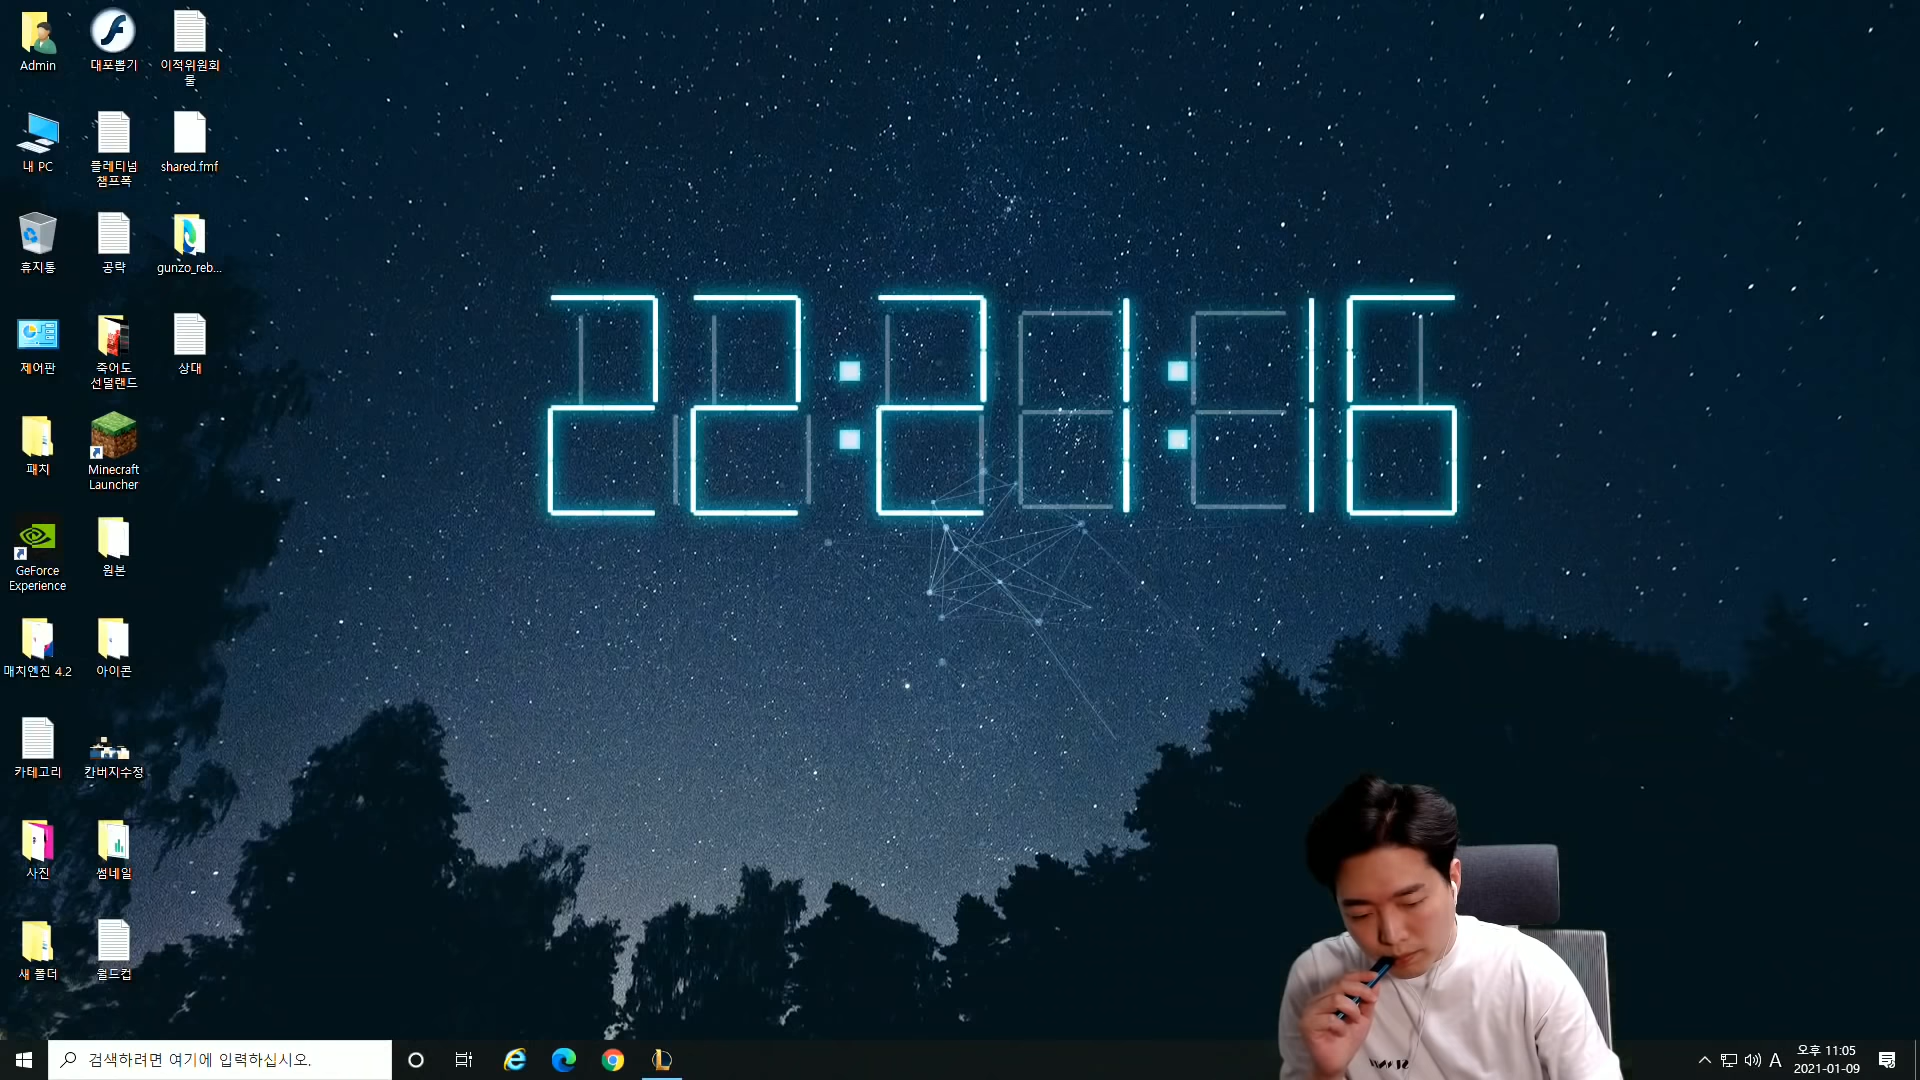 Admin
대포뽑기
이적위원회
룰
내 PC
플레티넘
챔프폭
shared.fmf
휴지통
공략
gunzo_reb...
제어판
죽어도
선덜랜드
상대
패치
Minecraft
Launcher
GeForce
Experience
원본
매치엔진 4.2
아이콘
카테고리
칸버지수정
사진
썸네일
새 폴더
월드컵
22:21:16
검색하려면 여기에 입력하십시오.
A
오후 11:05
2021-01-09